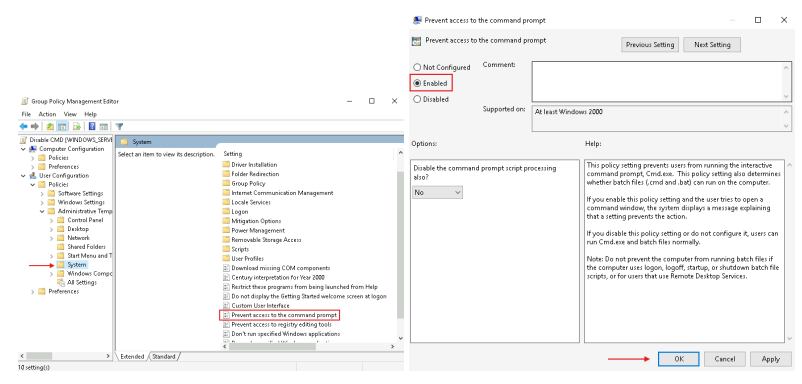 Group Policy Management Editor
File Action View Help
Disable CMD [WINDOWS_SERVE
Computer Configuration
Policies
Preferences
User Configuration
Policies
Software Settings
Windows Settings
Administrative Temp
Control Panel
Desktop
Network
Shared Folders
Start Menu and T
System
Windows Compo
All Settings
Preferences
System
Select an item to view its description.
Setting
Driver Installation
Folder Redirection
Group Policy
Internet Communication Management
Locale Services
Logon
Mitigation Options
Power Management
Removable Storage Access
Scripts
User Profiles
Download missing COM components
Century interpretation for Year 2000
Restrict these programs from being launched from Help
Do not display the Getting Started welcome screen at logon
Custom User Interface
Prevent access to the command prompt
Prevent access to registry editing tools
Don't run specified Windows applications
Extended Standard
10 setting(s)
Prevent access to the command prompt
Prevent access to the command prompt
Previous Setting Next Setting
Not Configured
Enabled
Disabled
Comment:
Supported on:
At least Windows 2000
Options:
Disable the command prompt script processing
also?
No
Help:
This policy setting prevents users from running the interactive
command prompt, Cmd.exe. This policy setting also determines
whether batch files (.cmd and .bat) can run on the computer.
If you enable this policy setting and the user tries to open a
command window, the system displays a message explaining
that a setting prevents the action.
If you disable this policy setting or do not configure it, users can
run Cmd.exe and batch files normally.
Note: Do not prevent the computer from running batch files if
the computer uses logon, logoff, startup, or shutdown batch file
scripts, or for users that use Remote Desktop Services.
OK Cancel Apply